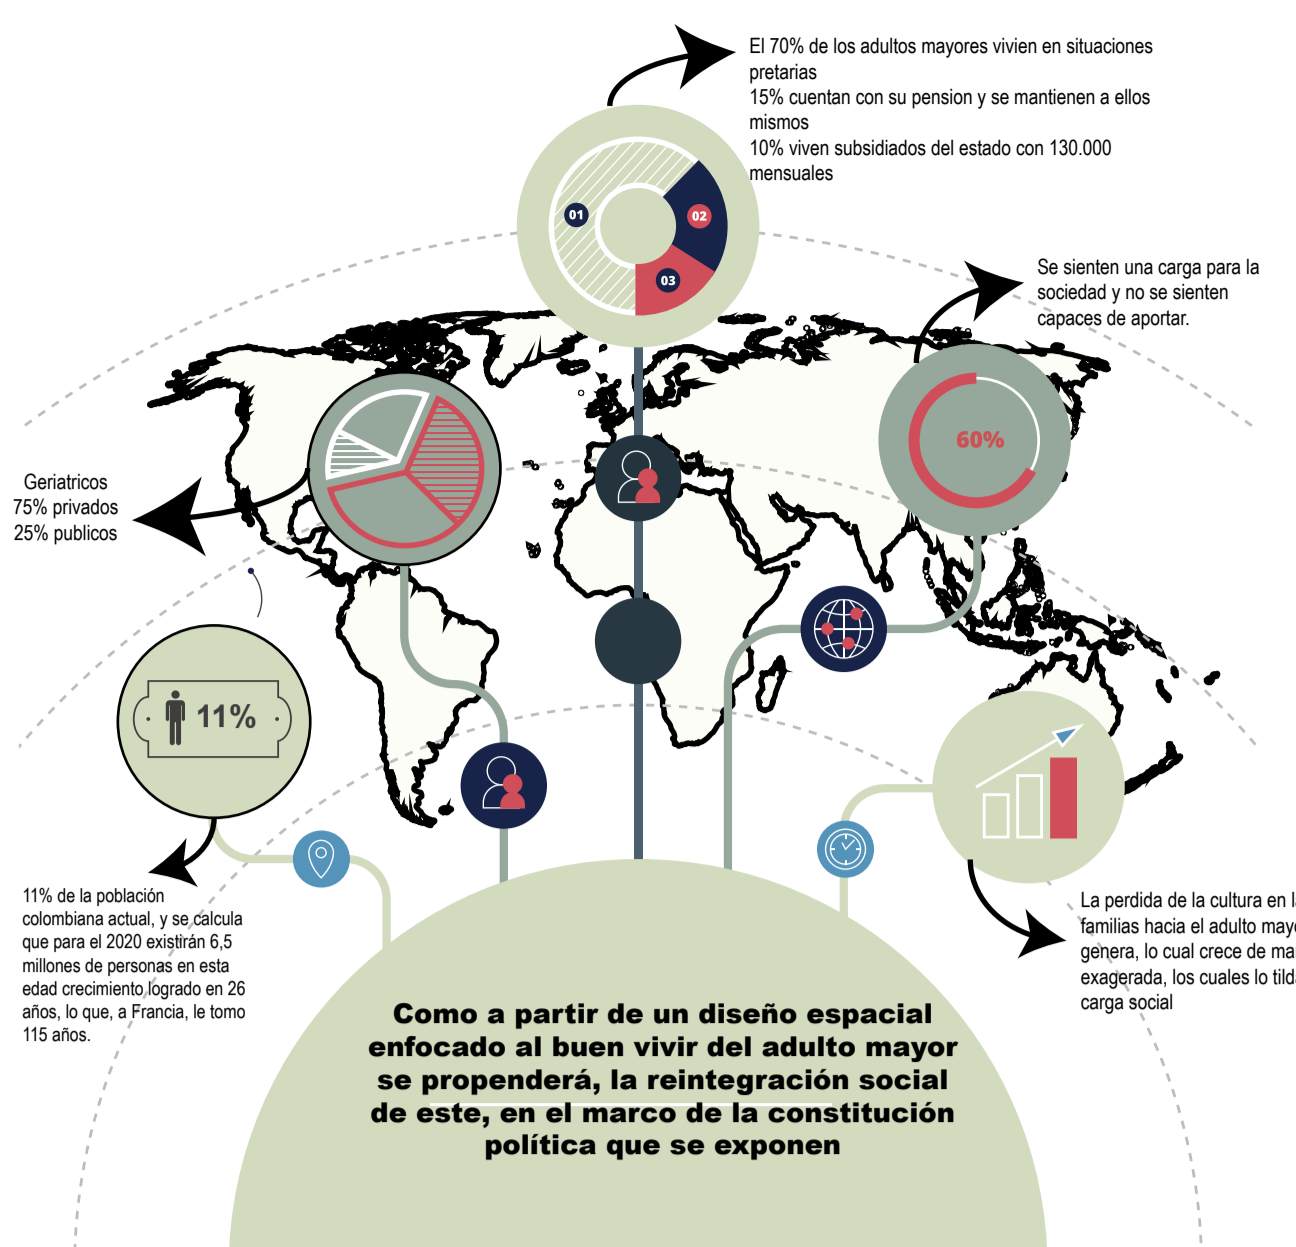 El 70% de los adultos mayores vivien en situaciones
pretarias
15% cuentan con su pension y se mantienen a ellos
mismos
10% viven subsidiados del estado con 130.000
mensuales
01
02
03
Se sienten una carga para la
sociedad y no se sienten
capaces de aportar.
60%
Geriatricos
75% privados
25% publicos
11%
11% de la población
colombiana actual, y se calcula
que para el 2020 existirán 6,5
millones de personas en esta
edad crecimiento logrado en 26
años, lo que, a Francia, le tomo
115 años.
La perdida de la cultura en
familias hacia el adulto
genera, lo cual crece de
exagerada, los cuales lo
carga social
Como a partir de un diseño espacial
enfocado al buen vivir del adulto mayor
se propenderá, la reintegración social
de este, en el marco de la constitución
política que se exponen